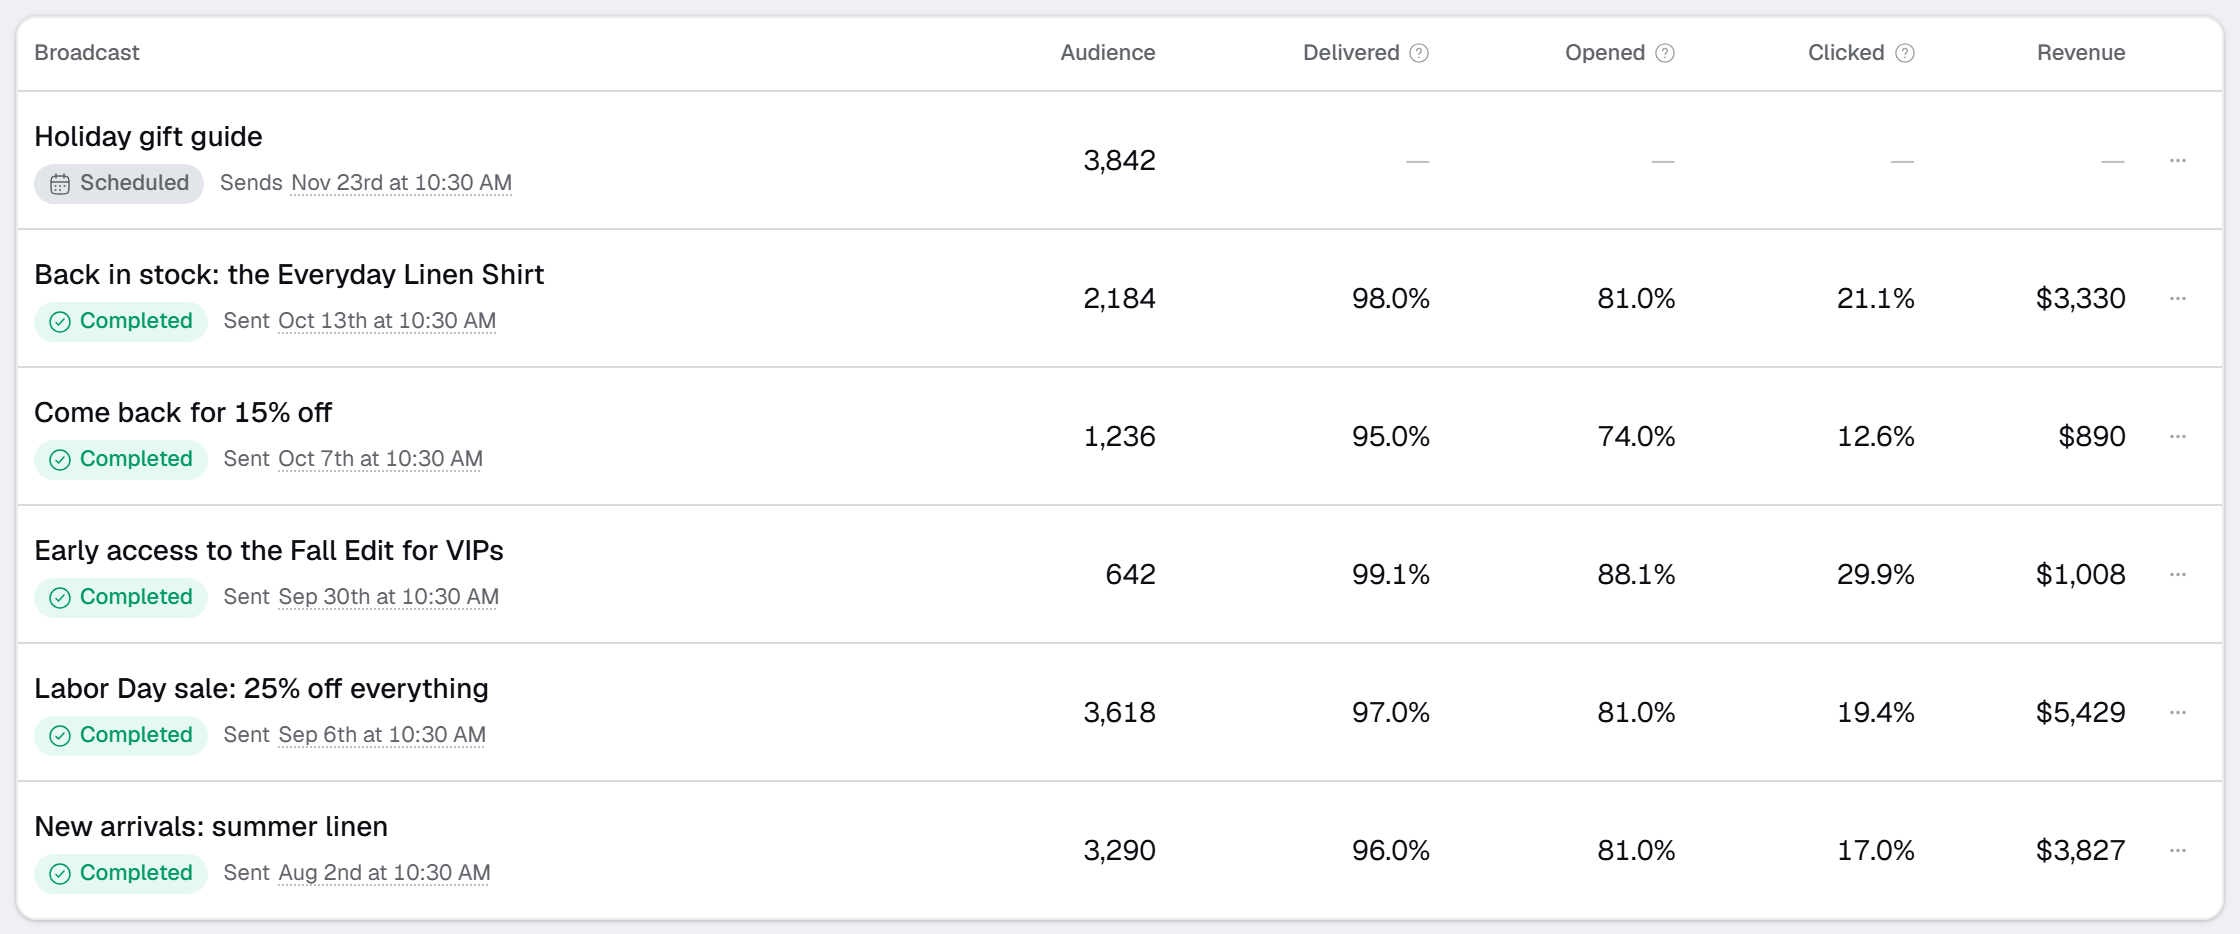 Broadcast Audience Delivered Opened Clicked Revenue
Holiday gift guide
3,842 — — — — ...
Scheduled Sends Nov 23rd at 10:30 AM
Back in stock: the Everyday Linen Shirt
2,184 98.0% 81.0% 21.1% $3,330 ...
Completed Sent Oct 13th at 10:30 AM
Come back for 15% off
1,236 95.0% 74.0% 12.6% $890 ...
Completed Sent Oct 7th at 10:30 AM
Early access to the Fall Edit for VIPs
642 99.1% 88.1% 29.9% $1,008 ...
Completed Sent Sep 30th at 10:30 AM
Labor Day sale: 25% off everything
3,618 97.0% 81.0% 19.4% $5,429 ...
Completed Sent Sep 6th at 10:30 AM
New arrivals: summer linen
3,290 96.0% 81.0% 17.0% $3,827 ...
Completed Sent Aug 2nd at 10:30 AM